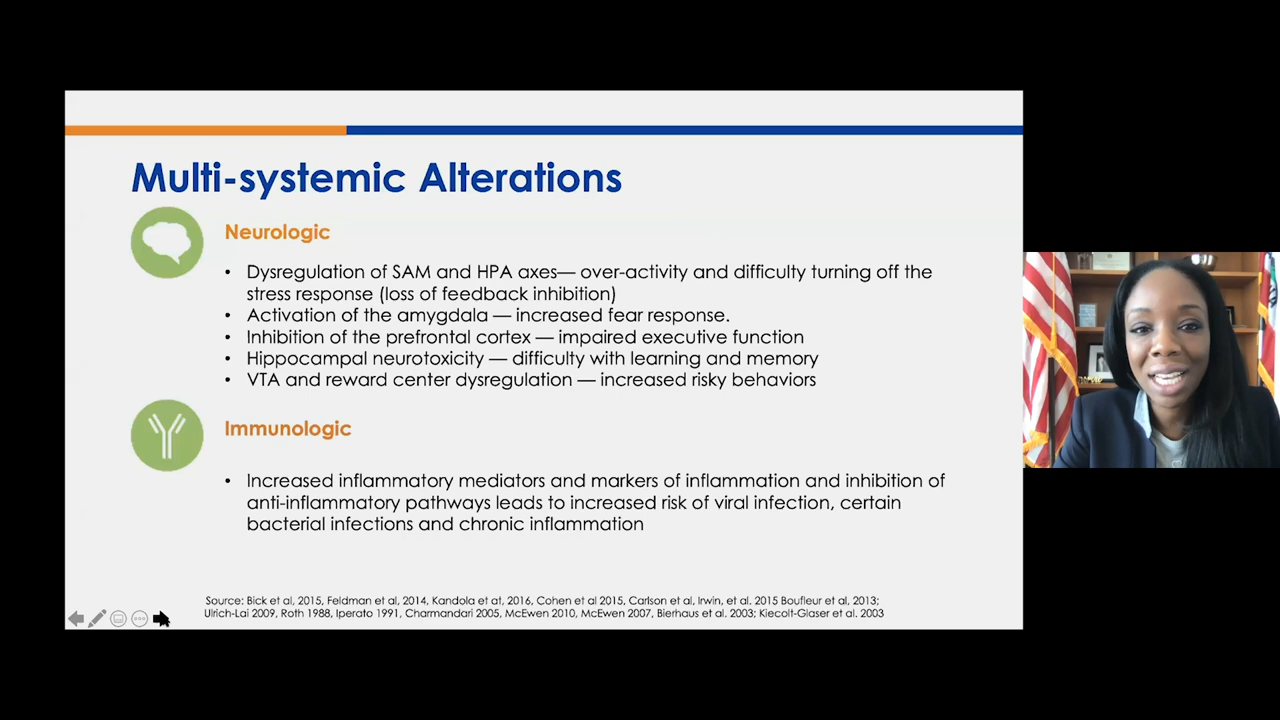 Multi-systemic Alterations
Neurologic
• Dysregulation of SAM and HPA axes— over-activity and difficulty turning off the
stress response (loss of feedback inhibition)
• Activation of the amygdala — increased fear response.
• Inhibition of the prefrontal cortex — impaired executive function
• Hippocampal neurotoxicity — difficulty with learning and memory
• VTA and reward center dysregulation — increased risky behaviors
Immunologic
• Increased inflammatory mediators and markers of inflammation and inhibition of
anti-inflammatory pathways leads to increased risk of viral infection, certain
bacterial infections and chronic inflammation
Source: Bick et al, 2015, Feldman et al, 2014, Kandola et at, 2016, Cohen et al 2015, Carlson et al, Irwin, et al, 2015 Boufleur et al, 2013;
Ulrich-Lai 2009, Roth 1988, Iperato 1991, Charmandari 2005, McEwen 2010, McEwen 2007, Bierhaus et al. 2003; Kiecolt-Glaser et al. 2003